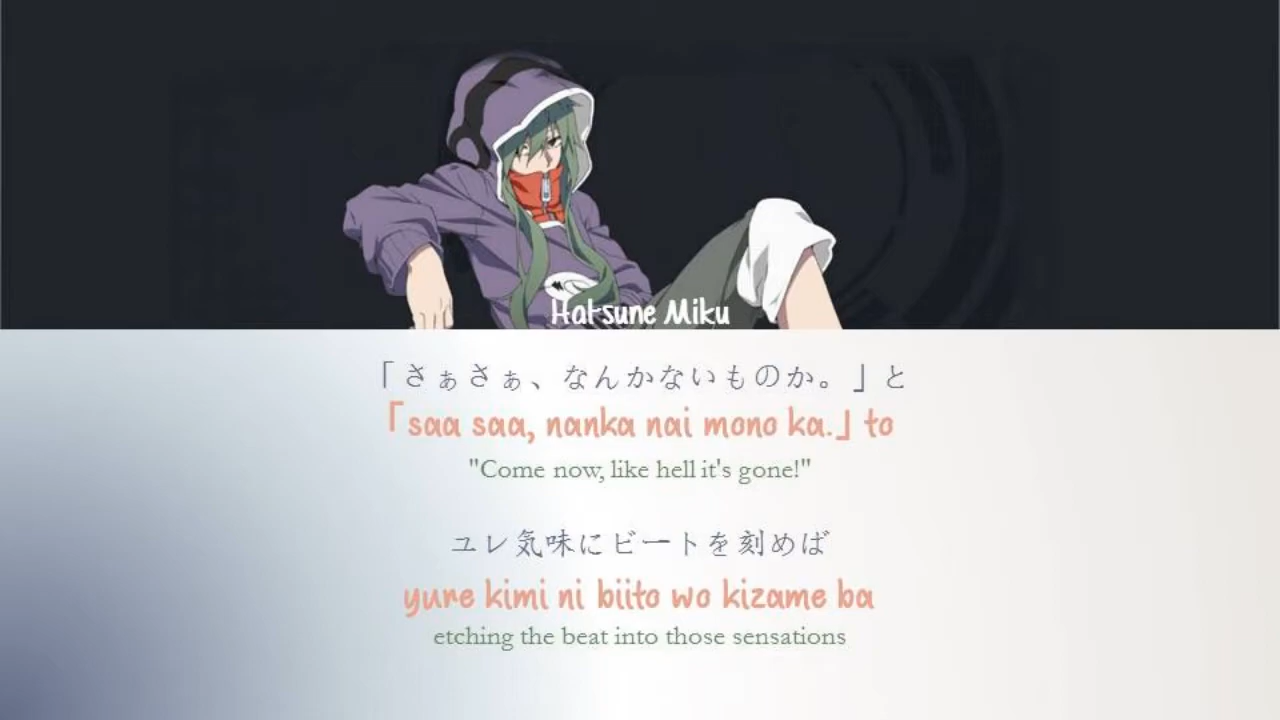 Hatsune Miku
「さぁさぁ、なんかないものか。」と
「saa saa, nanka nai mono ka.」to
"Come now, like hell it's gone!"
ユレ気味にビートを刻めば
yure kimi ni biito wo kizame ba
etching the beat into those sensations